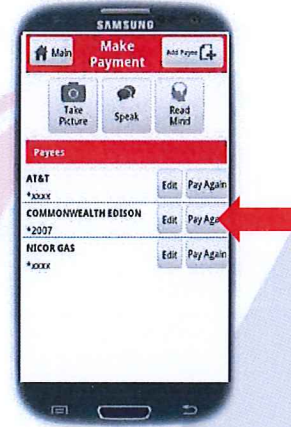 SAMSUNG
Main
Make
Payment
Add Payee
Take
Picture
Speak
Read
Mind
Payees
AT&T
*xxxx
Edit
Pay Again
COMMONWEALTH EDISON
*2007
Edit
Pay Aga
NICOR GAS
*xxxx
Edit
Pay Again